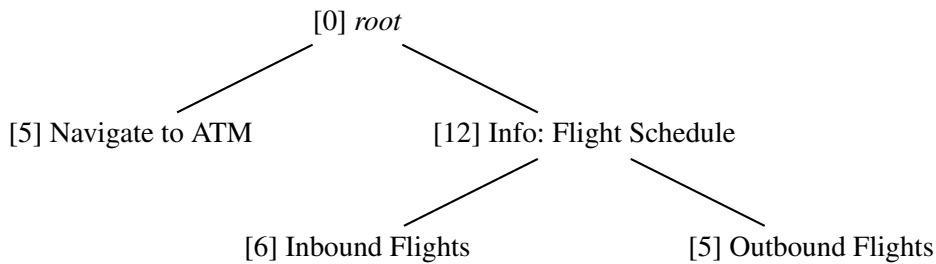 [0] root
[5] Navigate to ATM
[12] Info: Flight Schedule
[6] Inbound Flights
[5] Outbound Flights